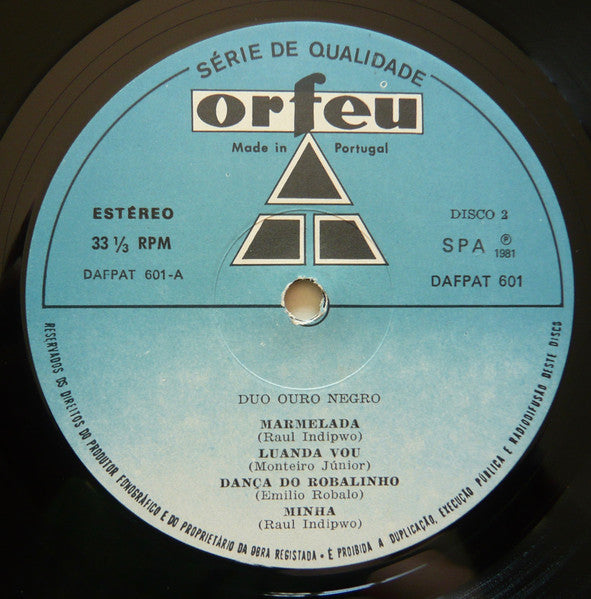 SÉRIE DE QUALIDADE
orfeu
Made in Portugal
ESTÉREO
33 1/3 RPM
DAFPAT 601-A
DISCO 2
SPA ℗ 1981
DAFPAT 601
DUO OURO NEGRO
MARMELADA
(Raul Indipwo)
LUANDA VOU
(Monteiro Júnior)
DANÇA DO ROBALINHO
(Emilio Robalo)
MINHA
(Raul Indipwo)
RESERVADOS OS DIREITOS DO PRODUTOR FONOGRÁFICO E DO PROPRIETÁRIO DA OBRA REGISTADA · É PROIBIDA A DUPLICAÇÃO, EXECUÇÃO PÚBLICA E RADIODIFUSÃO DESTE DISCO